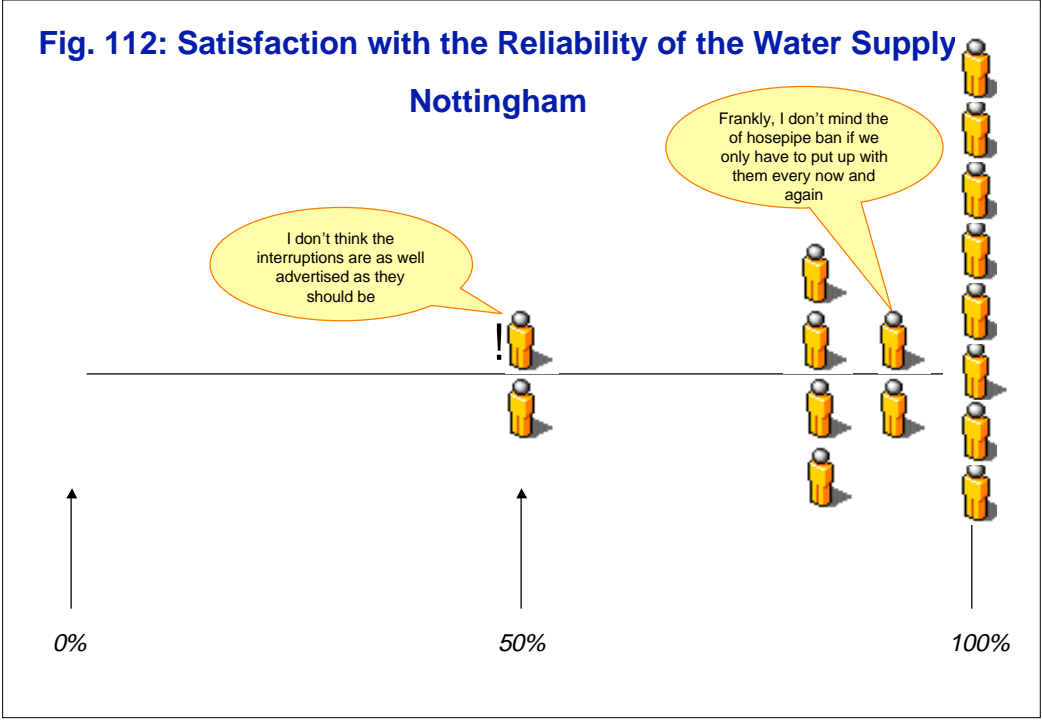 Fig. 112: Satisfaction with the Reliability of the Water Supply
Nottingham
Frankly, I don't mind the
of hosepipe ban if we
only have to put up with
them every now and
again
I don't think the
interruptions are as well
advertised as they
should be
!
0%
50%
100%